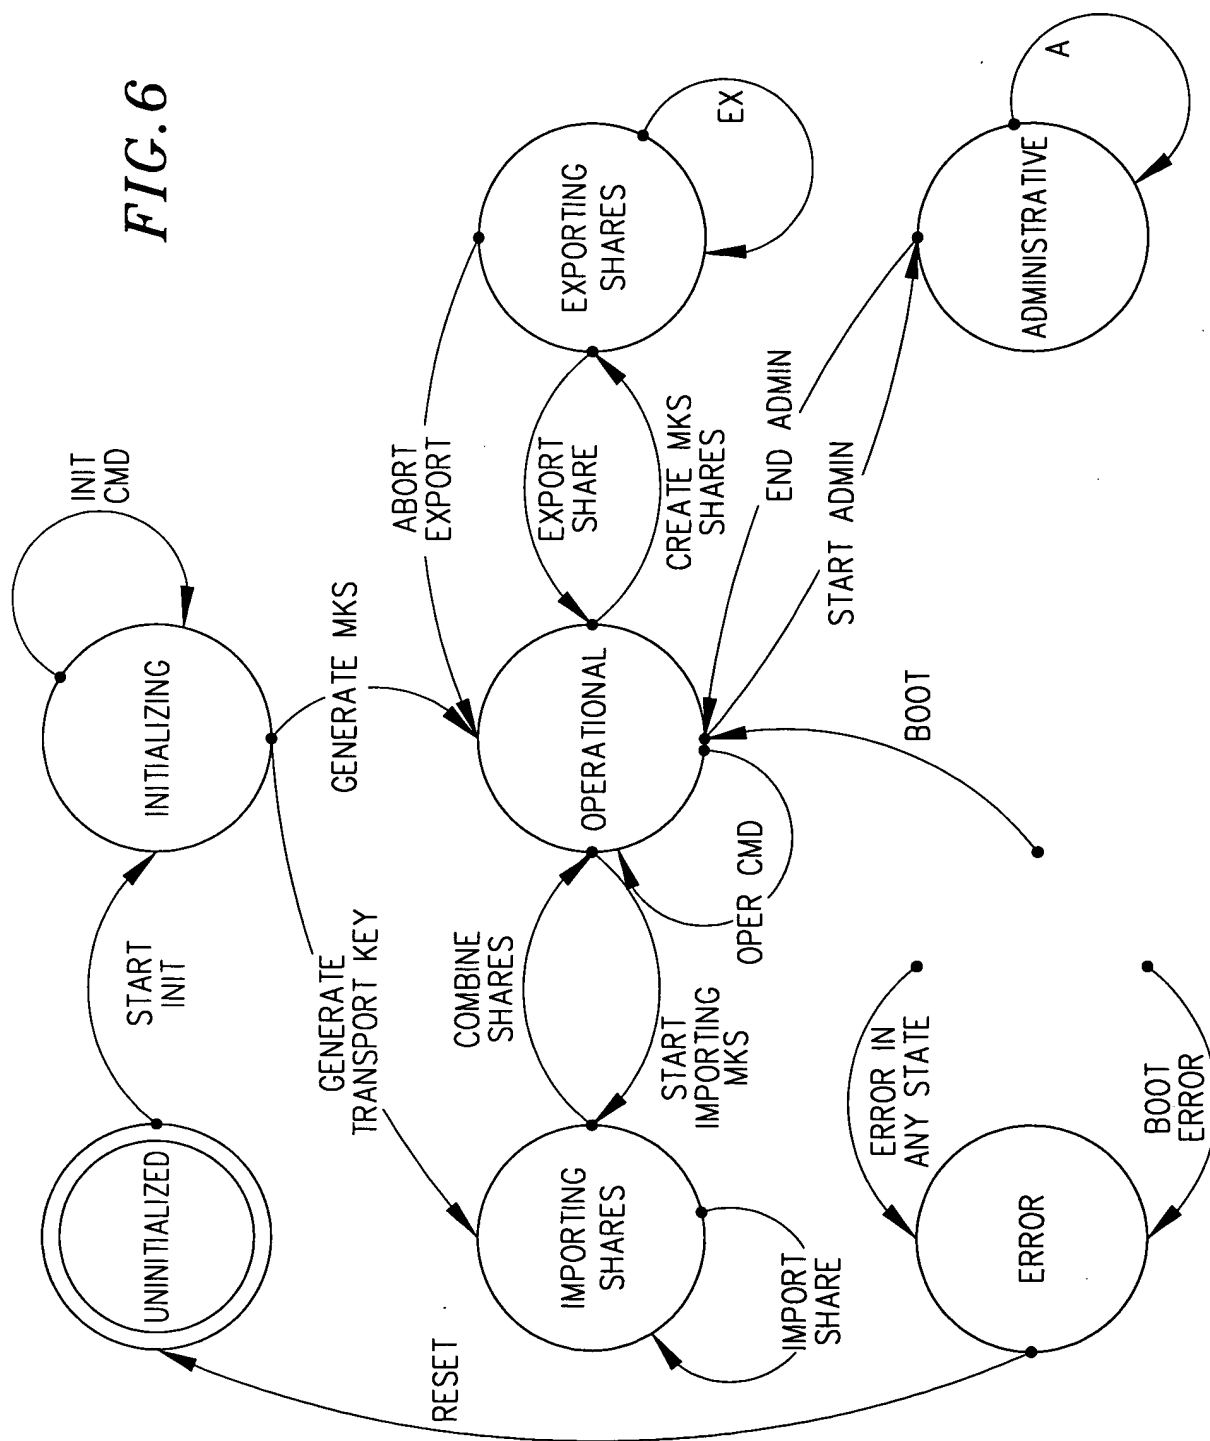 FIG. 6
UNINITIALIZED
START
INIT
INITIALIZING
INIT
CMD
RESET
GENERATE
TRANSPORT KEY
GENERATE MKS
ABORT
EXPORT
IMPORTING
SHARES
COMBINE
SHARES
START
IMPORTING
MKS
OPERATIONAL
EXPORT
SHARE
CREATE MKS
SHARES
EXPORTING
SHARES
EX
IMPORT
SHARE
OPER CMD
END ADMIN
START ADMIN
BOOT
ERROR IN
ANY STATE
ERROR
BOOT
ERROR
ADMINISTRATIVE
A